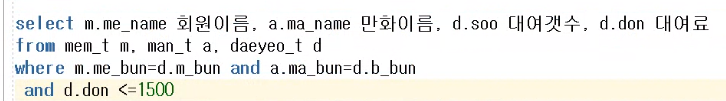 select m.me_name 회원이름, a.ma_name 만화이름, d.soo 대여갯수, d.don 대여료
from mem_t m, man_t a, daeyeo_t d
where m.me_bun=d.m_bun and a.ma_bun=d.b_bun
and d.don <=1500